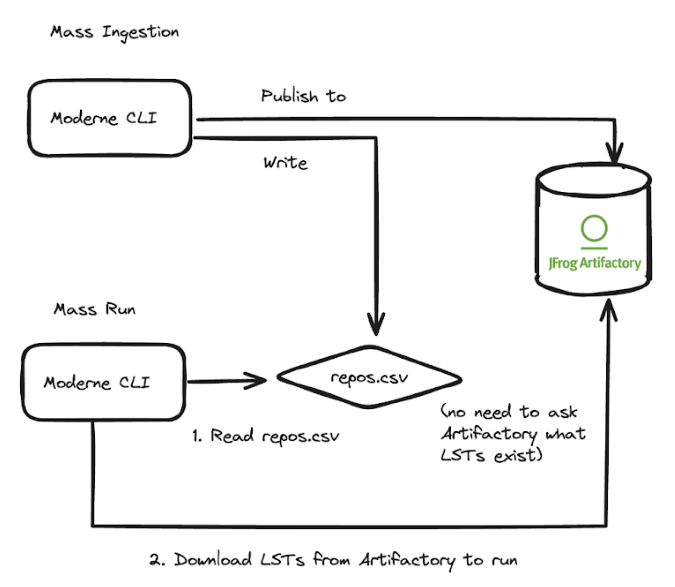 Mass Ingestion
Moderne CLI
Publish to
Write
JFrog Artifactory
Mass Run
Moderne CLI
repos.csv
1. Read repos.csv
(no need to ask
Artifactory what
LSTs exist)
2. Download LSTs from Artifactory to run